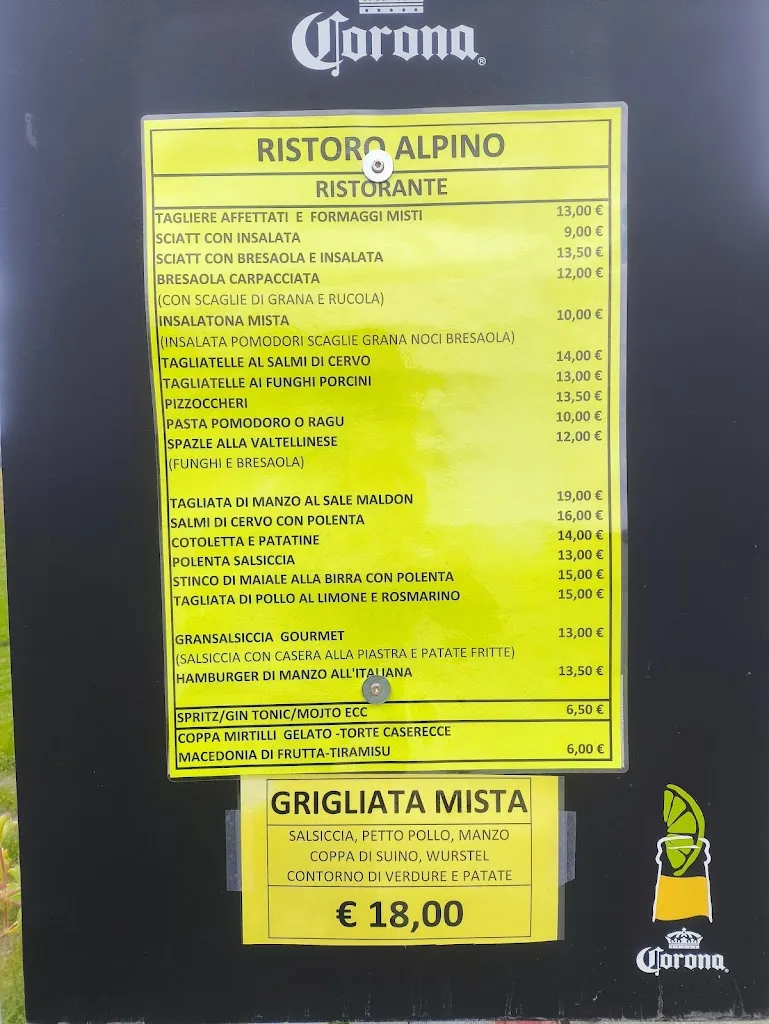 Corona®
RISTORO ALPINO
RISTORANTE
TAGLIERE AFFETTATI E FORMAGGI MISTI 13,00 €
SCIATT CON INSALATA 9,00 €
SCIATT CON BRESAOLA E INSALATA 13,50 €
BRESAOLA CARPACCIATA 12,00 €
(CON SCAGLIE DI GRANA E RUCOLA)
INSALATONA MISTA 10,00 €
(INSALATA POMODORI SCAGLIE GRANA NOCI BRESAOLA)
TAGLIATELLE AL SALMI DI CERVO 14,00 €
TAGLIATELLE AI FUNGHI PORCINI 13,00 €
PIZZOCCHERI 13,50 €
PASTA POMODORO O RAGU 10,00 €
SPAZLE ALLA VALTELLINESE 12,00 €
(FUNGHI E BRESAOLA)
TAGLIATA DI MANZO AL SALE MALDON 19,00 €
SALMI DI CERVO CON POLENTA 16,00 €
COTOLETTA E PATATINE 14,00 €
POLENTA SALSICCIA 13,00 €
STINCO DI MAIALE ALLA BIRRA CON POLENTA 15,00 €
TAGLIATA DI POLLO AL LIMONE E ROSMARINO 15,00 €
GRANSALSICCIA GOURMET 13,00 €
(SALSICCIA CON CASERA ALLA PIASTRA E PATATE FRITTE)
HAMBURGER DI MANZO ALL'ITALIANA 13,50 €
SPRITZ/GIN TONIC/MOJTO ECC 6,50 €
COPPA MIRTILLI GELATO -TORTE CASERECCE
MACEDONIA DI FRUTTA-TIRAMISU 6,00 €
GRIGLIATA MISTA
SALSICCIA, PETTO POLLO, MANZO
COPPA DI SUINO, WURSTEL
CONTORNO DI VERDURE E PATATE
€ 18,00
Corona